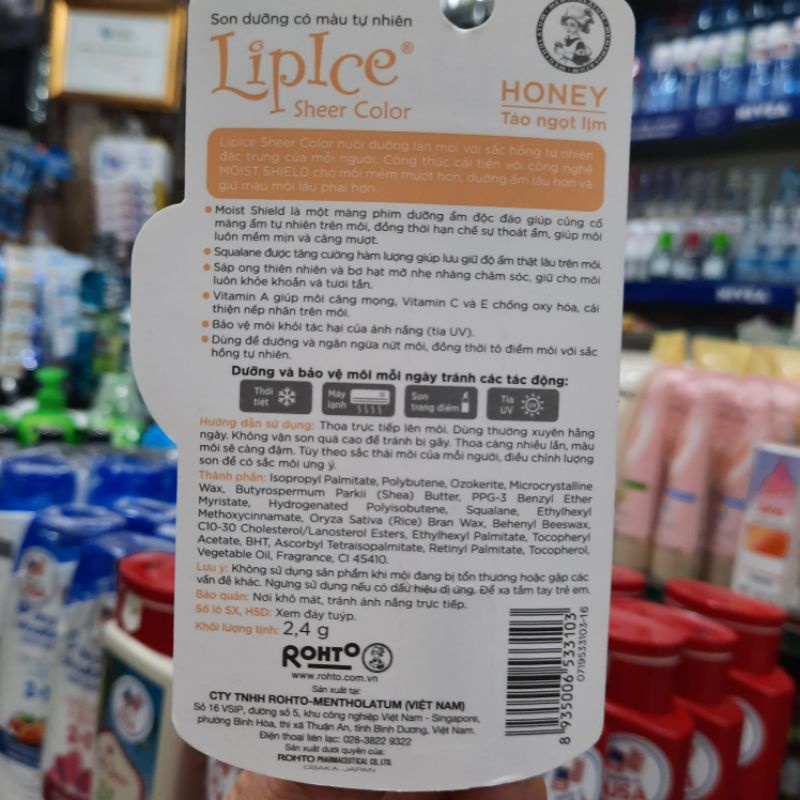 Son dưỡng có màu tự nhiên
LipIce®
Sheer Color
HONEY
Táo ngọt lịm
LipIce Sheer Color nuôi dưỡng làn môi với sắc hồng tự nhiên
đặc trưng của mỗi người. Công thức cải tiến với công nghệ
MOIST SHIELD cho môi mềm mượt hơn, dưỡng ẩm lâu hơn và
giữ màu môi lâu phai hơn.
• Moist Shield là một màng phim dưỡng ẩm độc đáo giúp củng cố
màng ẩm tự nhiên trên môi, đồng thời hạn chế sự thoát ẩm, giúp môi
luôn mềm mịn và căng mượt.
• Squalane được tăng cường hàm lượng giúp lưu giữ độ ẩm thật lâu trên môi.
• Sáp ong thiên nhiên và bơ hạt mỡ nhẹ nhàng chăm sóc, giữ cho môi
luôn khỏe khoắn và tươi tắn.
• Vitamin A giúp môi căng mọng, Vitamin C và E chống oxy hóa, cải
thiện nếp nhăn trên môi.
• Bảo vệ môi khỏi tác hại của ánh nắng (tia UV).
• Dùng để dưỡng và ngăn ngừa nứt môi, đồng thời tô điểm môi với sắc
hồng tự nhiên.
Dưỡng và bảo vệ môi mỗi ngày tránh các tác động:
Thời tiết
Máy lạnh
Son trang điểm
Tia UV
Hướng dẫn sử dụng: Thoa trực tiếp lên môi. Dùng thường xuyên hằng
ngày. Không vặn son quá cao để tránh bị gãy. Thoa càng nhiều lần, màu
môi sẽ càng đậm. Tùy theo sắc thái môi của mỗi người, điều chỉnh lượng
son để có sắc môi ưng ý.
Thành phần: Isopropyl Palmitate, Polybutene, Ozokerite, Microcrystalline
Wax, Butyrospermum Parkii (Shea) Butter, PPG-3 Benzyl Ether
Myristate, Hydrogenated Polyisobutene, Squalane, Ethylhexyl
Methoxycinnamate, Oryza Sativa (Rice) Bran Wax, Behenyl Beeswax,
C10-30 Cholesterol/Lanosterol Esters, Ethylhexyl Palmitate, Tocopheryl
Acetate, BHT, Ascorbyl Tetraisopalmitate, Retinyl Palmitate, Tocopherol,
Vegetable Oil, Fragrance, CI 45410.
Lưu ý: Không sử dụng sản phẩm khi môi đang bị tổn thương hoặc gặp các
vấn đề khác. Ngưng sử dụng nếu có dấu hiệu dị ứng. Để xa tầm tay trẻ em.
Bảo quản: Nơi khô mát, tránh ánh nắng trực tiếp.
Số lô SX, HSD: Xem đáy tuýp.
Khối lượng tịnh: 2,4 g
ROHTO
www.rohto.com.vn
Sản xuất tại:
CTY TNHH ROHTO-MENTHOLATUM (VIỆT NAM)
Số 16 VSIP, đường số 5, khu công nghiệp Việt Nam - Singapore,
phường Bình Hòa, thị xã Thuận An, tỉnh Bình Dương, Việt Nam.
Điện thoại liên lạc: 028-3822 9322
Sản xuất dưới quyền của:
ROHTO PHARMACEUTICAL CO., LTD.
OSAKA JAPAN
8 935006 533103
0719533103-16
NIVEA
NIVEA
USA